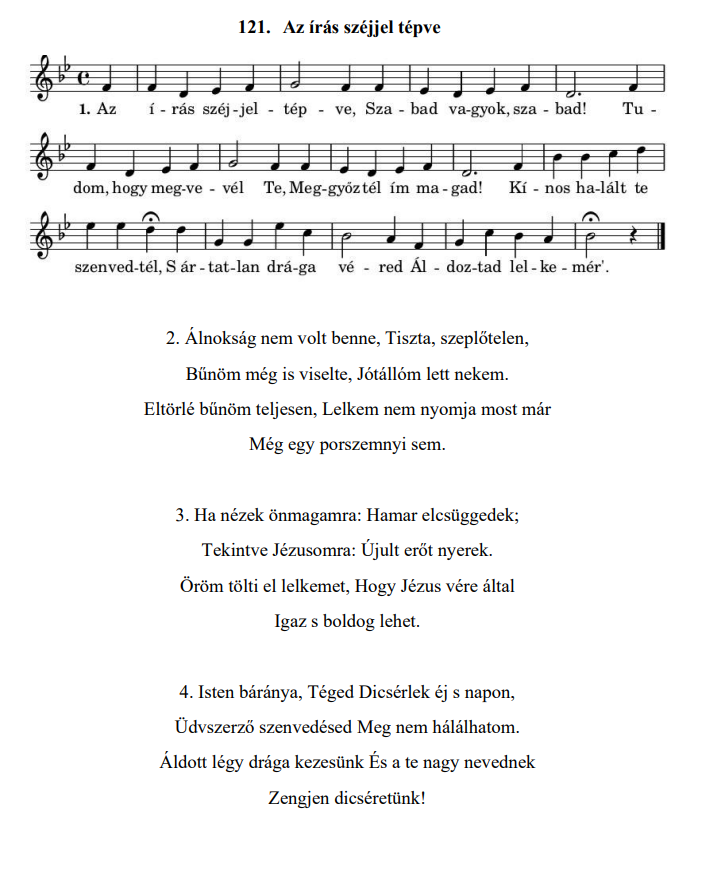 121. Az írás széjjel tépve
1. Az í - rás széj - jel - tép - ve, Sza - bad va - gyok, sza - bad! Tu -
dom, hogy meg - ve - vél Te, Meg - győztél ím ma - gad! Kí - nos ha - lált te
szenved - tél, S ár - tat - lan drá - ga vé - red Ál - doz - tad lel - ke - mér'.
2. Álnokság nem volt benne, Tiszta, szeplőtelen,
Bűnöm még is viselte, Jótállóm lett nekem.
Eltörlé bűnöm teljesen, Lelkem nem nyomja most már
Még egy porszemnyi sem.
3. Ha nézek önmagamra: Hamar elcsüggedek;
Tekintve Jézusomra: Újult erőt nyerek.
Öröm tölti el lelkemet, Hogy Jézus vére által
Igaz s boldog lehet.
4. Isten báránya, Téged Dicsérlek éj s napon,
Üdvszerző szenvedésed Meg nem hálálhatom.
Áldott légy drága kezesünk És a te nagy nevednek
Zengjen dicséretünk!